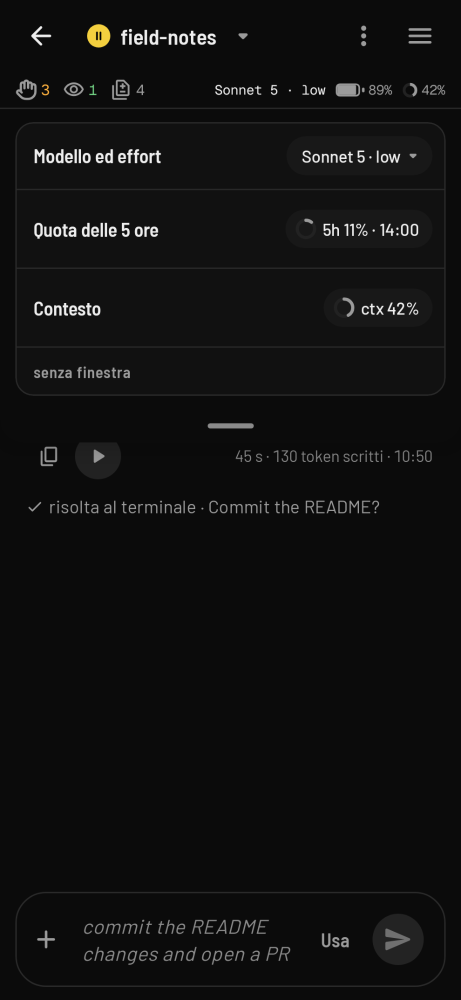 field-notes
3 1 4 Sonnet 5 · low 89% 42%
Modello ed effort Sonnet 5 · low
Quota delle 5 ore 5h 11% · 14:00
Contesto ctx 42%
senza finestra
45 s · 130 token scritti · 10:50
risolta al terminale · Commit the README?
commit the README
changes and open a PR
Usa